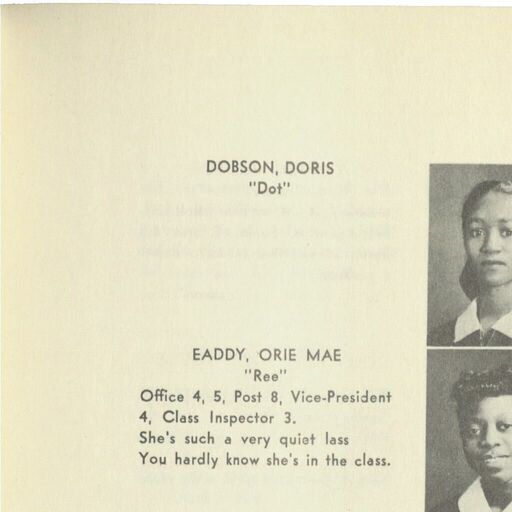 DOBSON, DORIS
"Dot"
EADDY, ORIE MAE
"Ree"
Office 4, 5, Post 8, Vice-President
4, Class Inspector 3.
She's such a very quiet lass
You hardly know she's in the class.